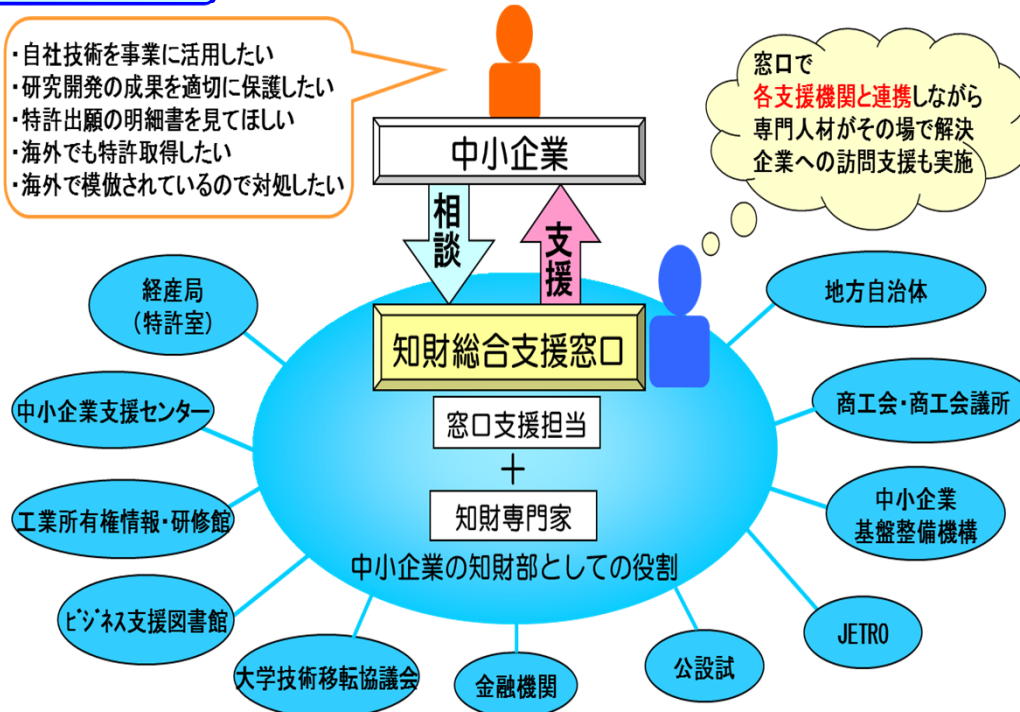 ・自社技術を事業に活用したい
・研究開発の成果を適切に保護したい
・特許出願の明細書を見てほしい
・海外でも特許取得したい
・海外で模倣されているので対処したい
中小企業
窓口で
各支援機関と連携しながら
専門人材がその場で解決
企業への訪問支援も実施
相談
支援
知財総合支援窓口
窓口支援担当
+
知財専門家
中小企業の知財部としての役割
経産局
(特許室)
中小企業支援センター
工業所有権情報・研修館
ビジネス支援図書館
大学技術移転協議会
金融機関
公設試
JETRO
中小企業
基盤整備機構
商工会・商工会議所
地方自治体